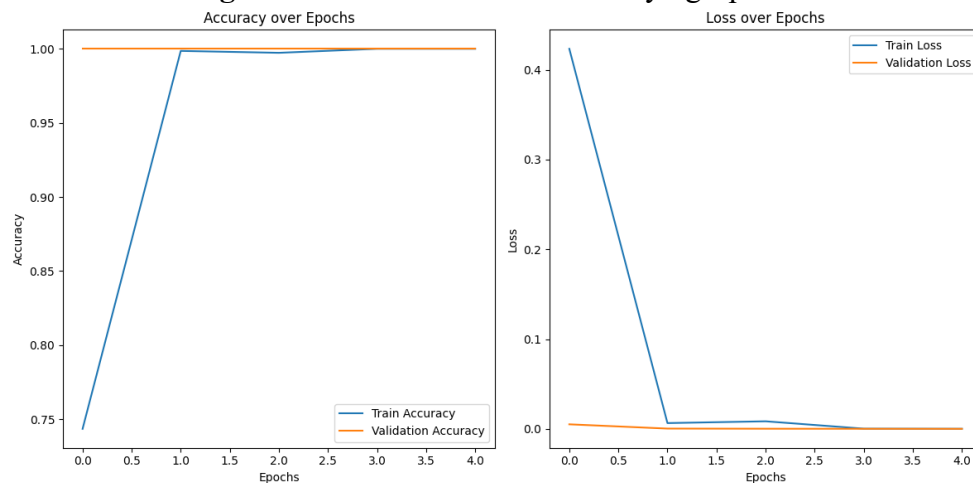 Accuracy over Epochs
1.00
0.95
0.90
0.85
0.80
0.75
Accuracy
Train Accuracy
Validation Accuracy
0.0 0.5 1.0 1.5 2.0 2.5 3.0 3.5 4.0
Epochs
Loss over Epochs
Train Loss
Validation Loss
0.4
0.3
0.2
0.1
0.0
Loss
0.0 0.5 1.0 1.5 2.0 2.5 3.0 3.5 4.0
Epochs